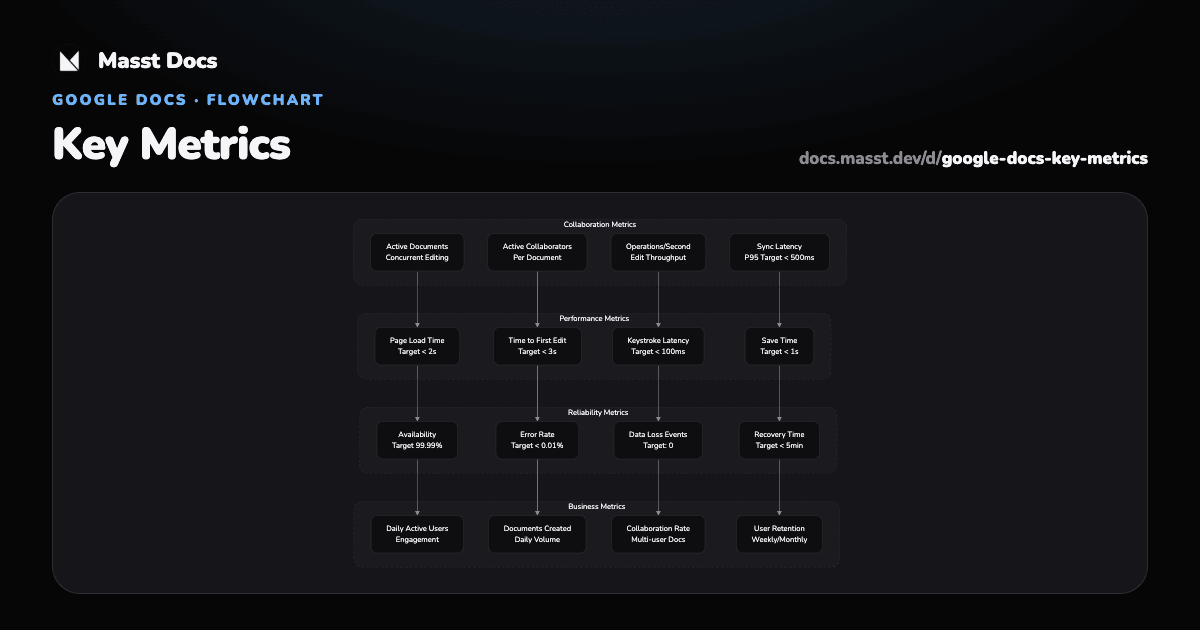 Masst Docs
GOOGLE DOCS · FLOWCHART
Key Metrics
docs.masst.dev/d/google-docs-key-metrics
Collaboration Metrics
Active Documents
Concurrent Editing
Active Collaborators
Per Document
Operations/Second
Edit Throughput
Sync Latency
P95 Target < 500ms
Performance Metrics
Page Load Time
Target < 2s
Time to First Edit
Target < 3s
Keystroke Latency
Target < 100ms
Save Time
Target < 1s
Reliability Metrics
Availability
Target 99.99%
Error Rate
Target < 0.01%
Data Loss Events
Target: 0
Recovery Time
Target < 5min
Business Metrics
Daily Active Users
Engagement
Documents Created
Daily Volume
Collaboration Rate
Multi-user Docs
User Retention
Weekly/Monthly